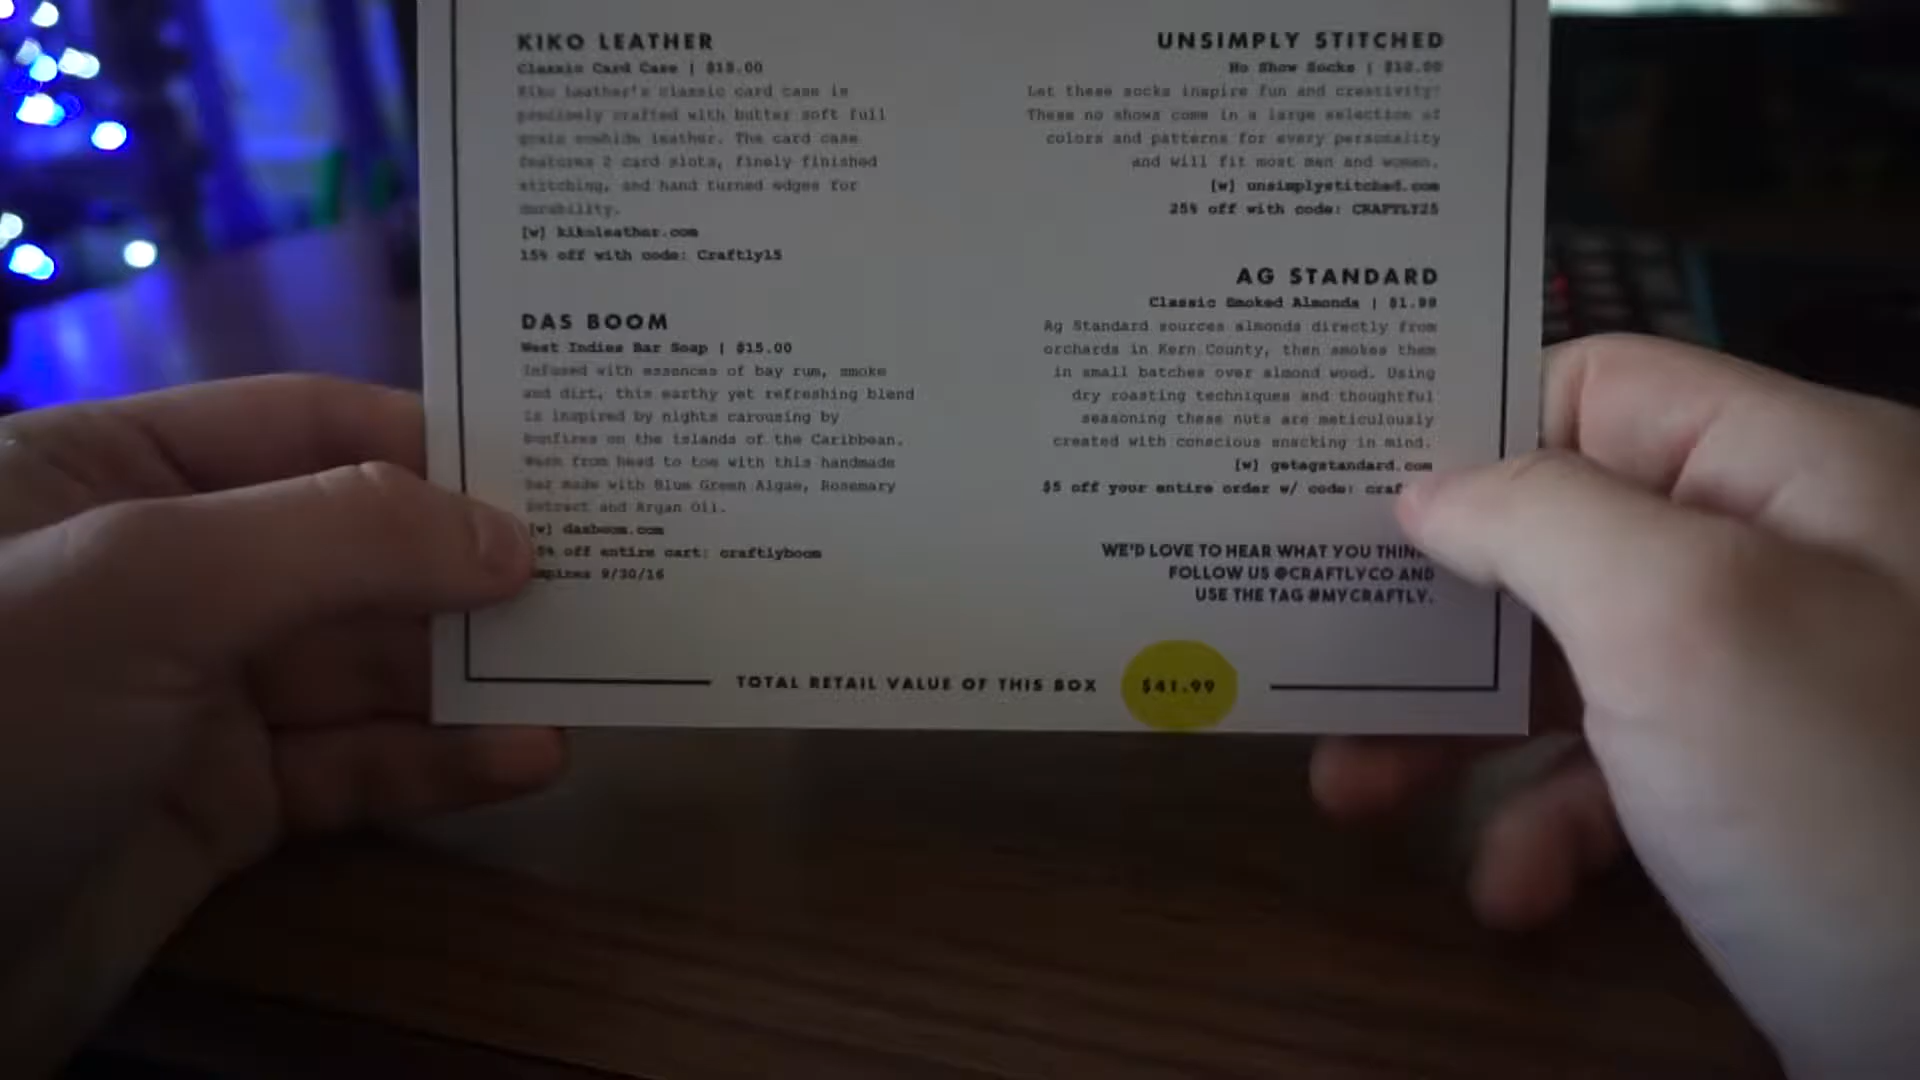 KIKO LEATHER
Classic Card Case | $15.00
Kiko Leather's classic card case is
genuinely crafted with butter soft full
grain cowhide leather. The card case
features 2 card slots, finely finished
stitching, and hand turned edges for
durability.
[w] kikoleather.com
15% off with code: Craftly15
DAS BOOM
West Indies Bar Soap | $15.00
Infused with essences of bay rum, smoke
and dirt, this earthy yet refreshing blend
is inspired by nights carousing by
bonfires on the islands of the Caribbean.
Wash from head to toe with this handmade
bar made with Blue Green Algae, Rosemary
Extract and Argan Oil.
[w] dasboom.com
5% off entire cart: craftlyboom
Expires 9/30/16
UNSIMPLY STITCHED
No Show Socks | $10.00
Let these socks inspire fun and creativity!
These no shows come in a large selection of
colors and patterns for every personality
and will fit most men and women.
[w] unsimplystitched.com
25% off with code: CRAFTLY25
AG STANDARD
Classic Smoked Almonds | $1.99
Ag Standard sources almonds directly from
orchards in Kern County, then smokes them
in small batches over almond wood. Using
dry roasting techniques and thoughtful
seasoning these nuts are meticulously
created with conscious snacking in mind.
[w] getagstandard.com
$5 off your entire order w/ code: craf
WE'D LOVE TO HEAR WHAT YOU THIN
FOLLOW US @CRAFTLYCO AND
USE THE TAG #MYCRAFTLY.
TOTAL RETAIL VALUE OF THIS BOX $41.99